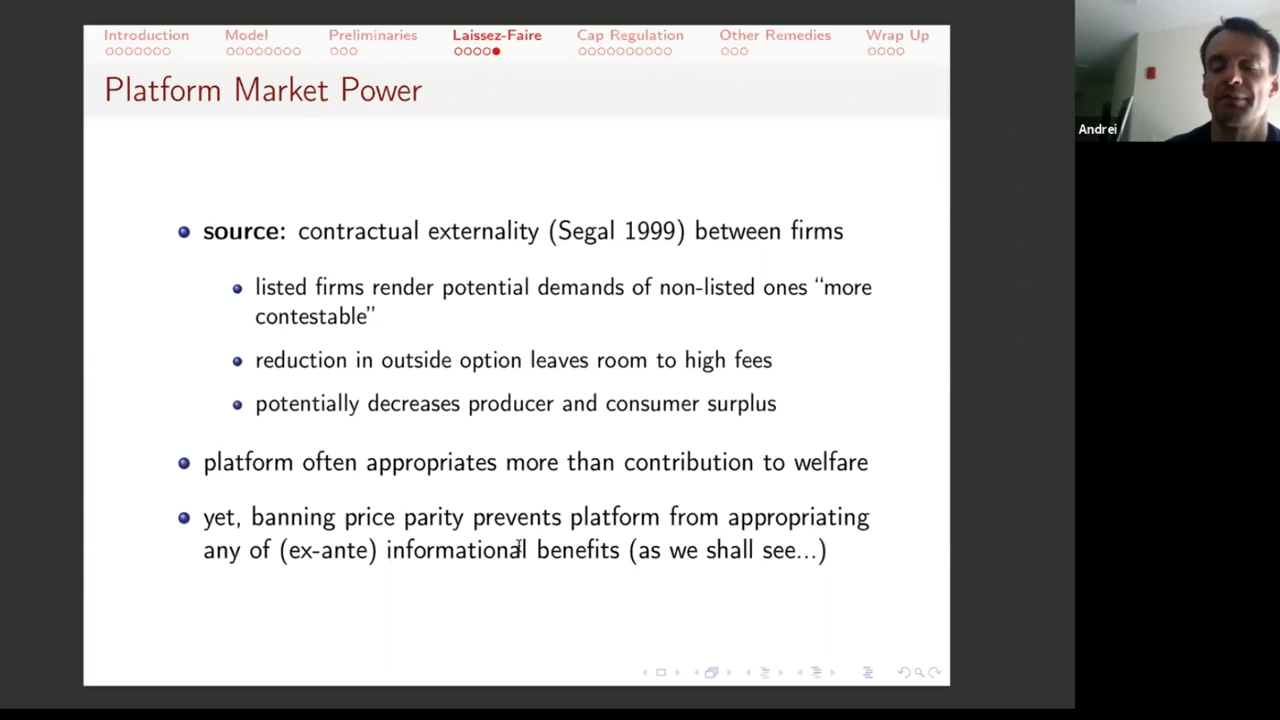 Introduction Model Preliminaries Laissez-Faire Cap Regulation Other Remedies Wrap Up
Platform Market Power
source: contractual externality (Segal 1999) between firms
listed firms render potential demands of non-listed ones “more
contestable”
reduction in outside option leaves room to high fees
potentially decreases producer and consumer surplus
platform often appropriates more than contribution to welfare
yet, banning price parity prevents platform from appropriating
any of (ex-ante) informational benefits (as we shall see...)
Andrei